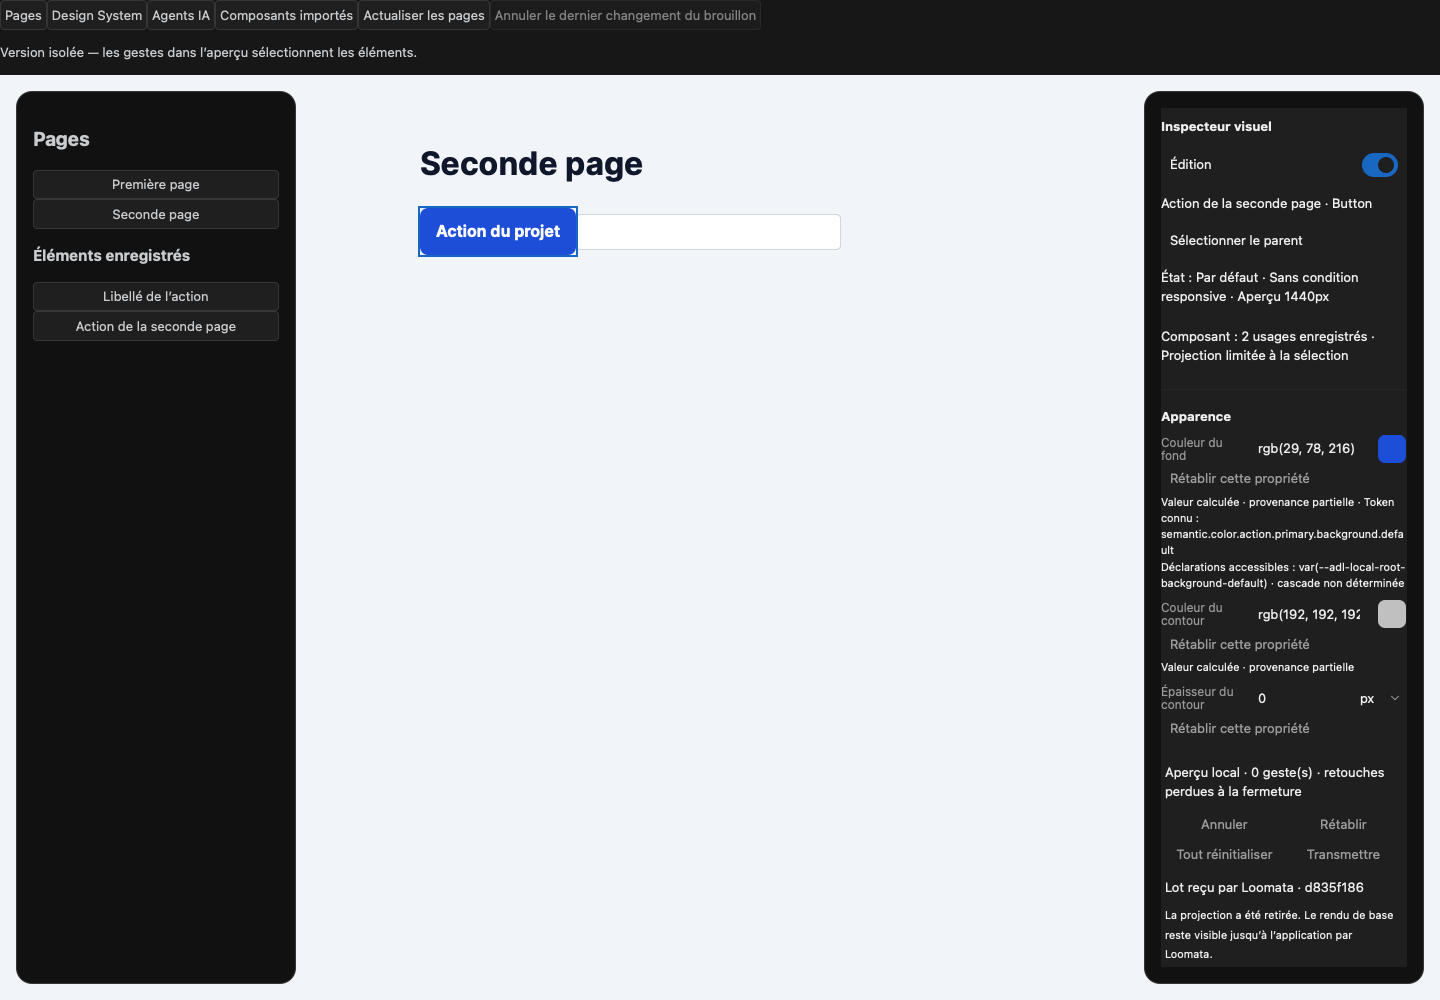 Pages
Design System
Agents IA
Composants importés
Actualiser les pages
Annuler le dernier changement du brouillon
Version isolée — les gestes dans l’aperçu sélectionnent les éléments.
Pages
Première page
Seconde page
Éléments enregistrés
Libellé de l’action
Action de la seconde page
Seconde page
Action du projet
Inspecteur visuel
Édition
Action de la seconde page · Button
Sélectionner le parent
État : Par défaut · Sans condition
responsive · Aperçu 1440px
Composant : 2 usages enregistrés ·
Projection limitée à la sélection
Apparence
Couleur du
fond
rgb(29, 78, 216)
Rétablir cette propriété
Valeur calculée · provenance partielle · Token
connu :
semantic.color.action.primary.background.defa
ult
Déclarations accessibles : var(--adl-local-root-
background-default) · cascade non déterminée
Couleur du
contour
rgb(192, 192, 192
Rétablir cette propriété
Valeur calculée · provenance partielle
Épaisseur du
contour
0
px
Rétablir cette propriété
Aperçu local · 0 geste(s) · retouches
perdues à la fermeture
Annuler
Rétablir
Tout réinitialiser
Transmettre
Lot reçu par Loomata · d835f186
La projection a été retirée. Le rendu de base
reste visible jusqu’à l’application par
Loomata.